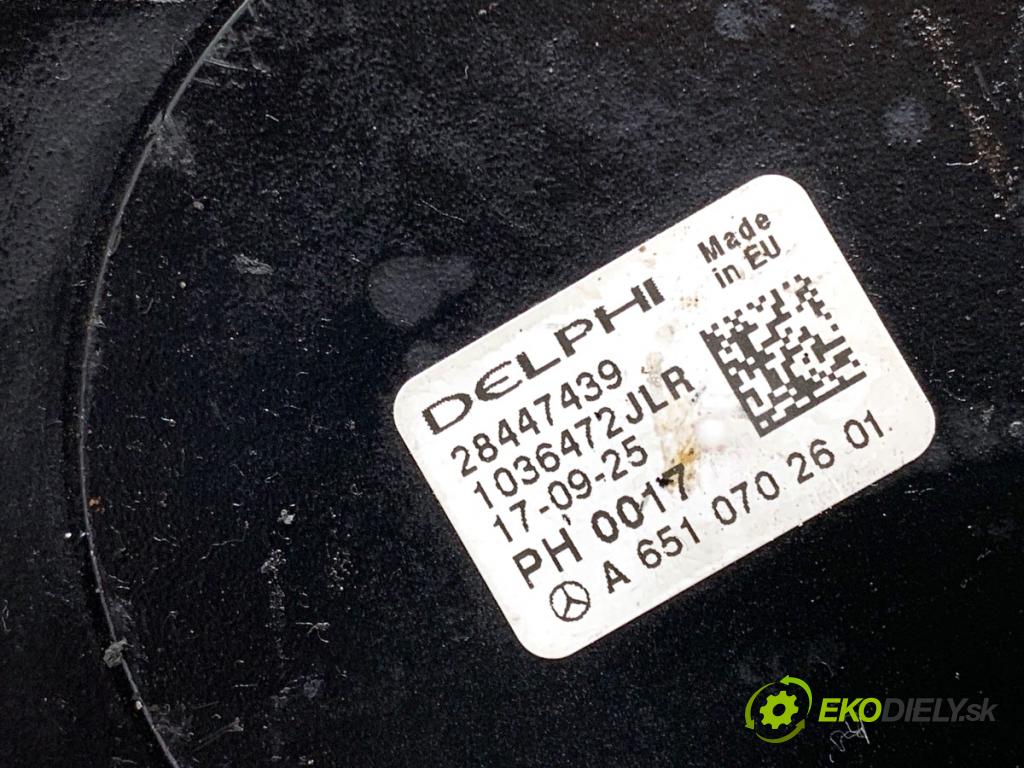 DELPHI
Made
in EU
28447439
1036472JLR
17-09-25
PH 0017
A 651 070 26 01
EKODIELY.sk